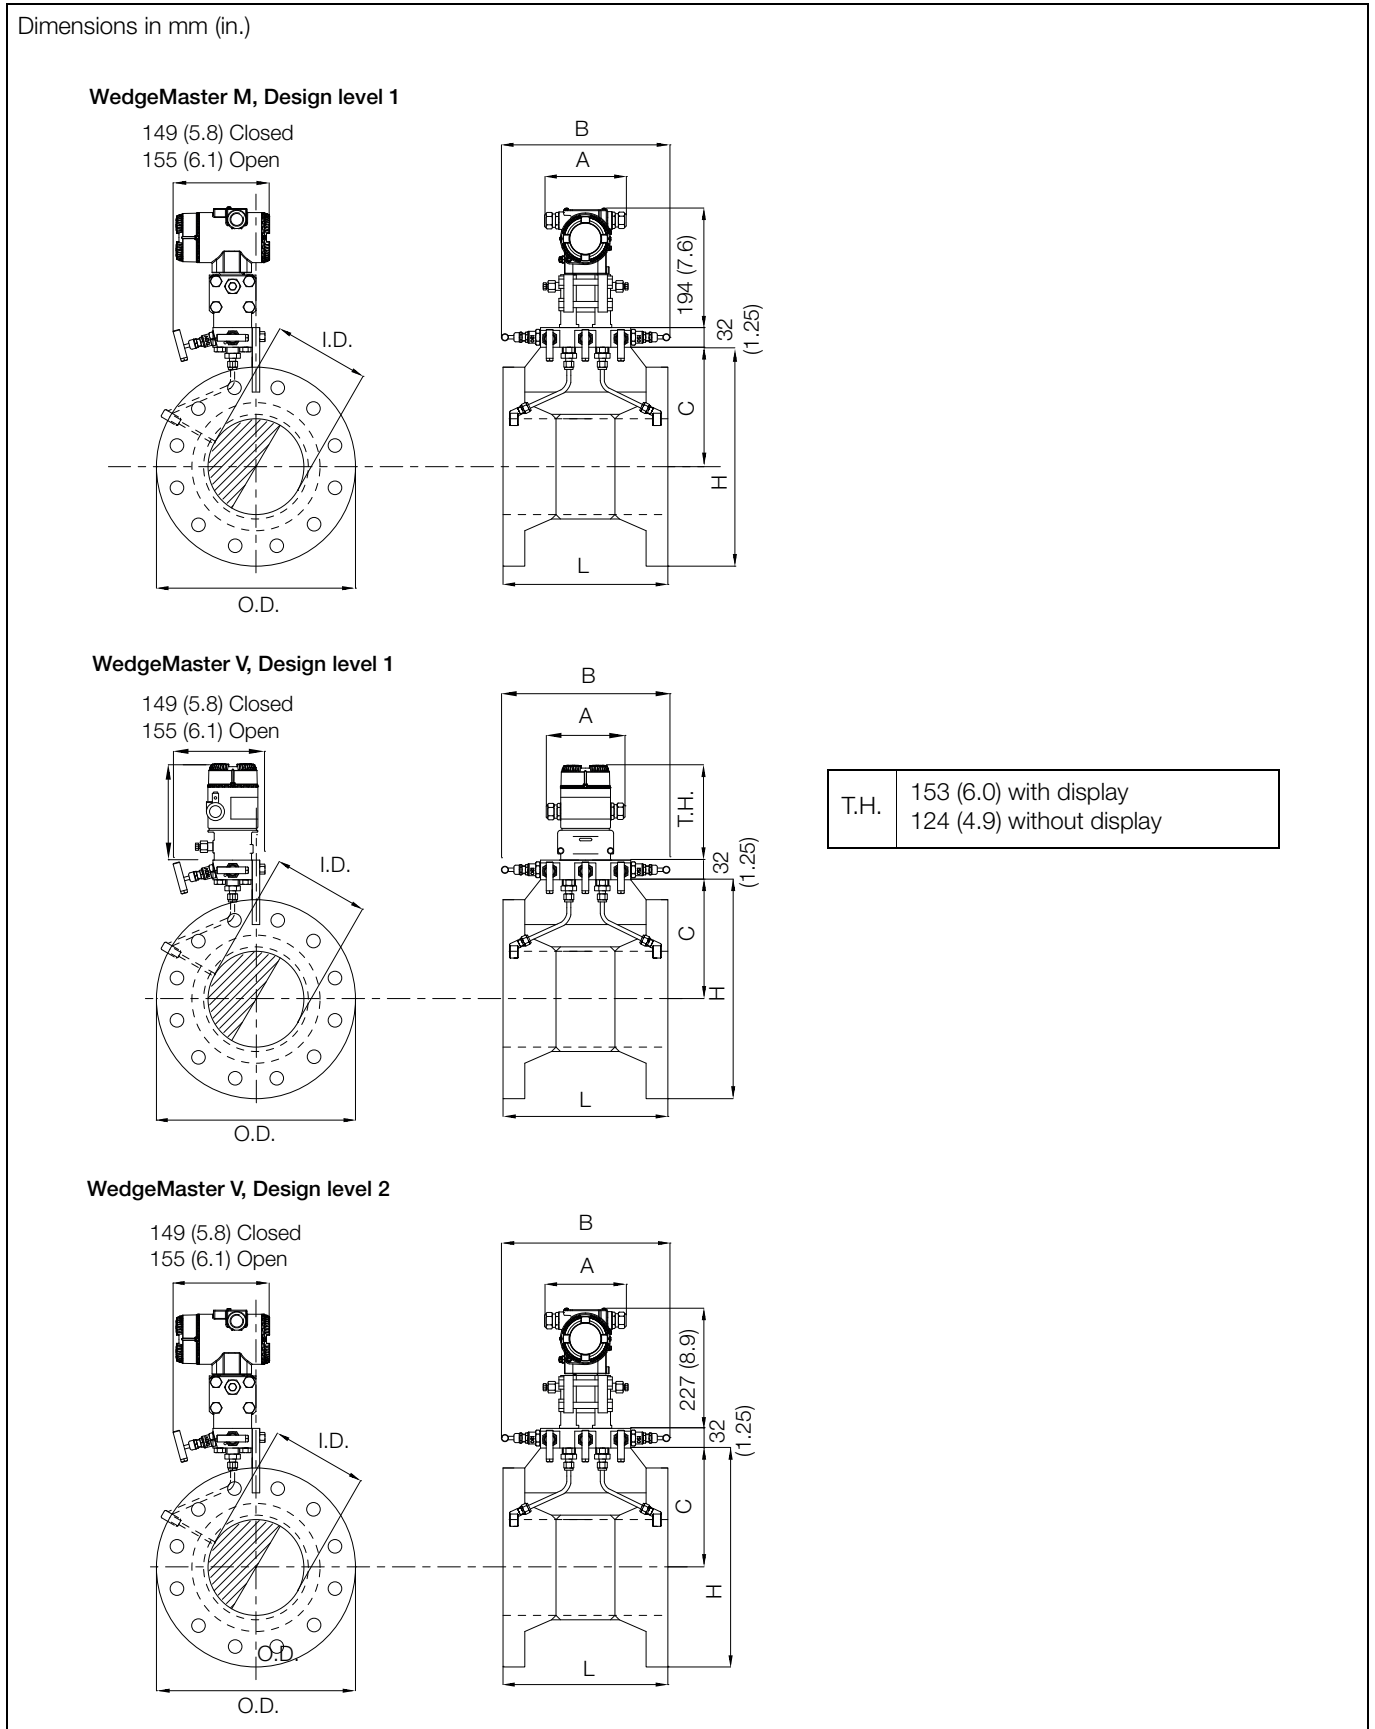 Dimensions in mm (in.)
WedgeMaster M, Design level 1
149 (5.8) Closed
155 (6.1) Open
B
A
194 (7.6)
32
(1.25)
I.D.
C
H
L
O.D.
WedgeMaster V, Design level 1
149 (5.8) Closed
155 (6.1) Open
B
A
T.H.
32
(1.25)
I.D.
C
H
L
O.D.
T.H.
153 (6.0) with display
124 (4.9) without display
WedgeMaster V, Design level 2
149 (5.8) Closed
155 (6.1) Open
B
A
227 (8.9)
32
(1.25)
I.D.
C
H
O.D.
L
O.D.